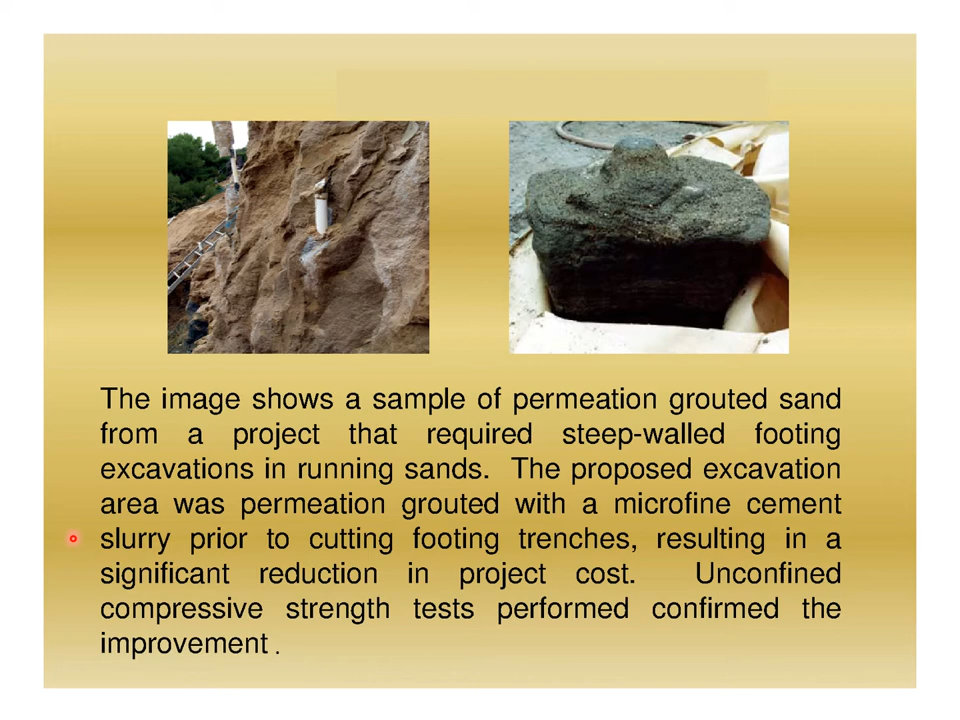 The image shows a sample of permeation grouted sand
from a project that required steep-walled footing
excavations in running sands. The proposed excavation
area was permeation grouted with a microfine cement
slurry prior to cutting footing trenches, resulting in a
significant reduction in project cost. Unconfined
compressive strength tests performed confirmed the
improvement .